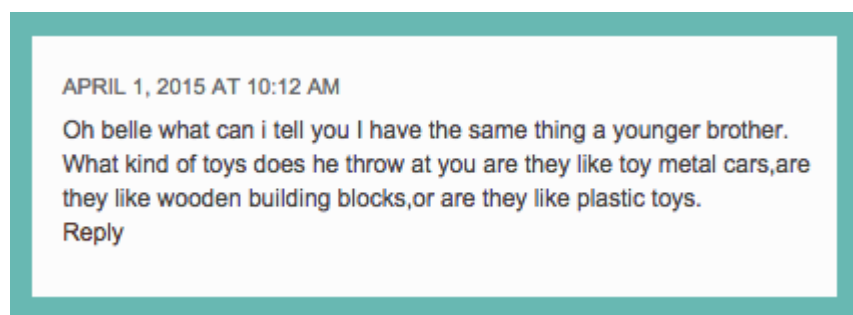 APRIL 1, 2015 AT 10:12 AM
Oh belle what can i tell you I have the same thing a younger brother.
What kind of toys does he throw at you are they like toy metal cars,are
they like wooden building blocks,or are they like plastic toys.
Reply